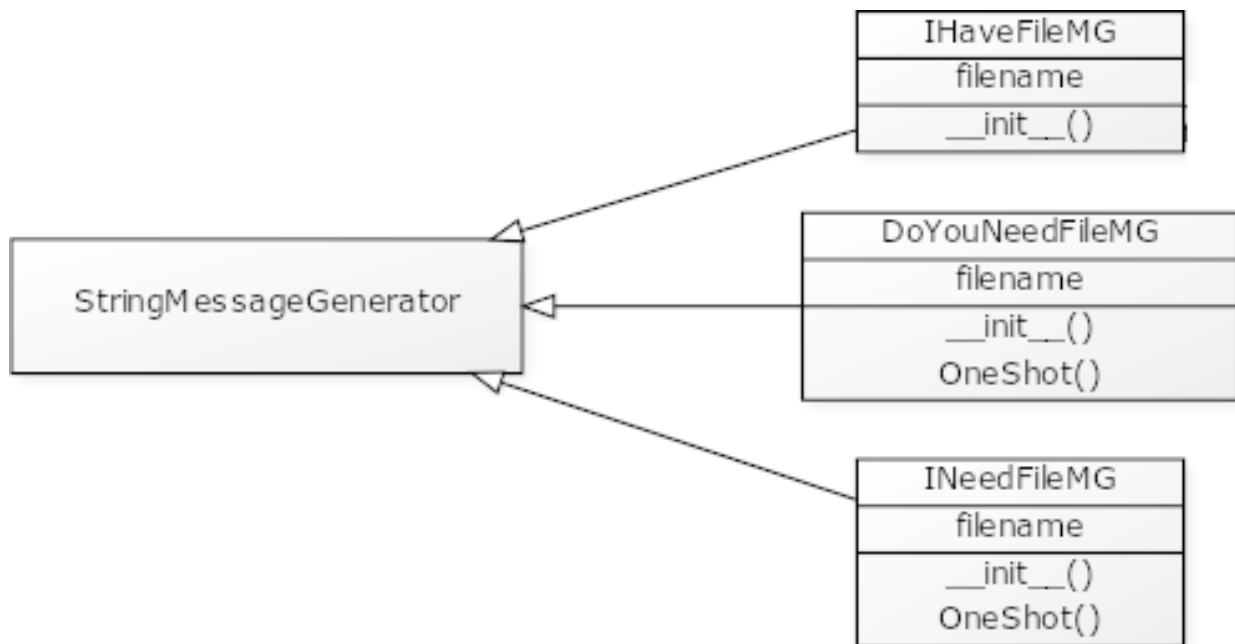 IHaveFileMG
filename
__init__()
StringMessageGenerator
DoYouNeedFileMG
filename
__init__()
OneShot()
INeedFileMG
filename
__init__()
OneShot()